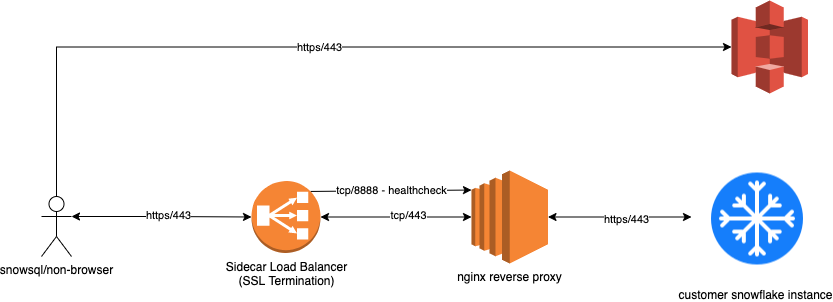 https/443
tcp/8888 - healthcheck
https/443
tcp/443
https/443
snowsql/non-browser
Sidecar Load Balancer
(SSL Termination)
nginx reverse proxy
customer snowflake instance